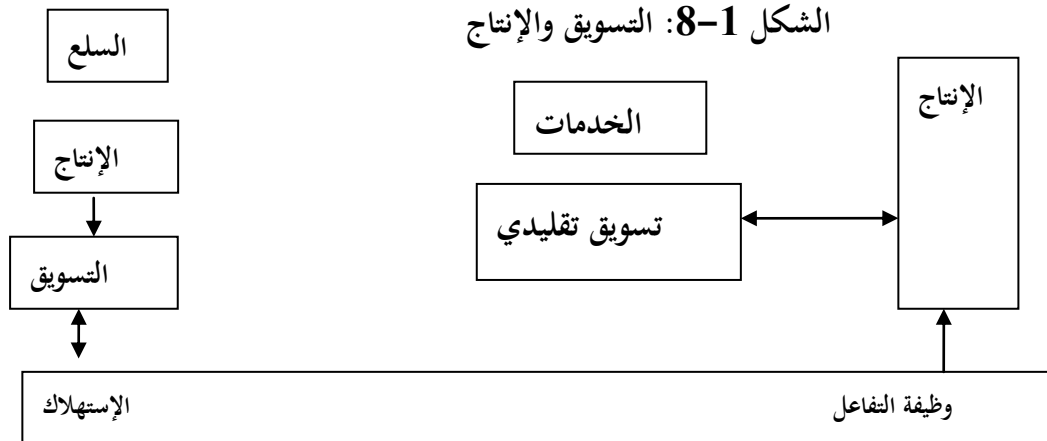 الشكل 1-8: التسويق والإنتاج
السلع
الإنتاج
الخدمات
الإنتاج
تسويق تقليدي
التسويق
وظيفة التفاعل
الإستهلاك